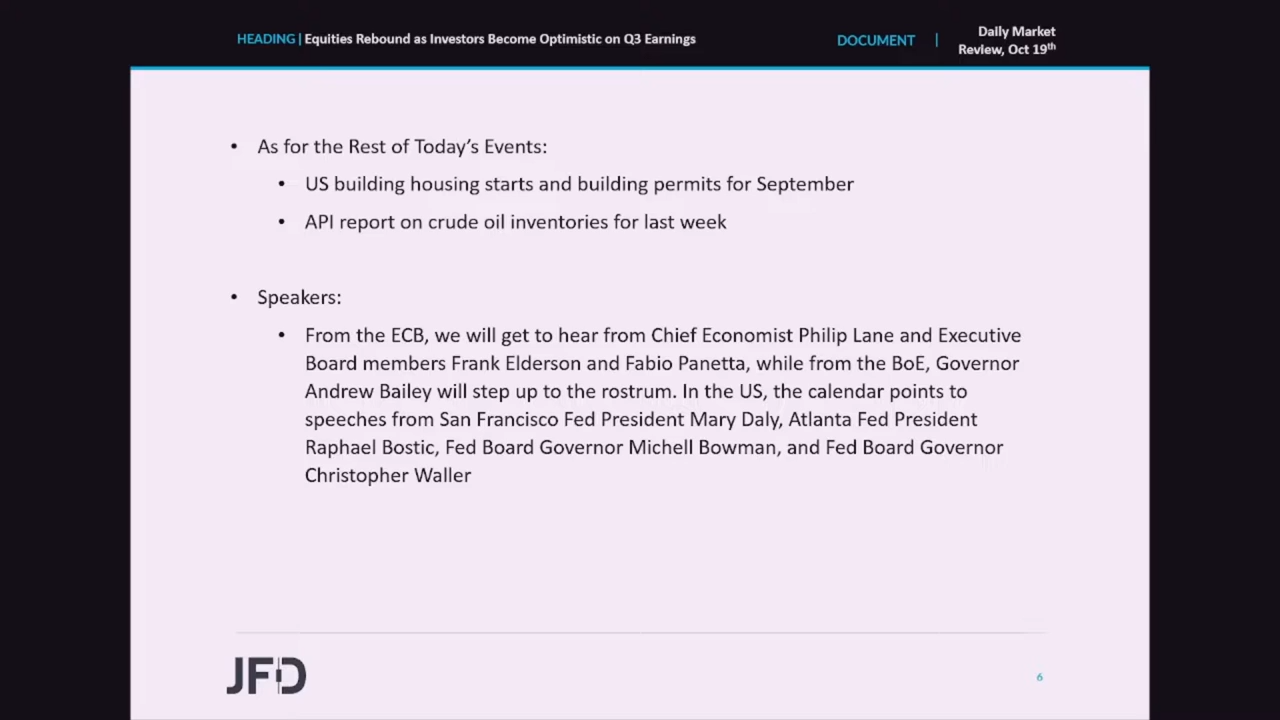 HEADING | Equities Rebound as Investors Become Optimistic on Q3 Earnings
DOCUMENT | Daily Market
Review, Oct 19th
• As for the Rest of Today's Events:
• US building housing starts and building permits for September
• API report on crude oil inventories for last week
• Speakers:
• From the ECB, we will get to hear from Chief Economist Philip Lane and Executive
Board members Frank Elderson and Fabio Panetta, while from the BoE, Governor
Andrew Bailey will step up to the rostrum. In the US, the calendar points to
speeches from San Francisco Fed President Mary Daly, Atlanta Fed President
Raphael Bostic, Fed Board Governor Michell Bowman, and Fed Board Governor
Christopher Waller
JFD
6